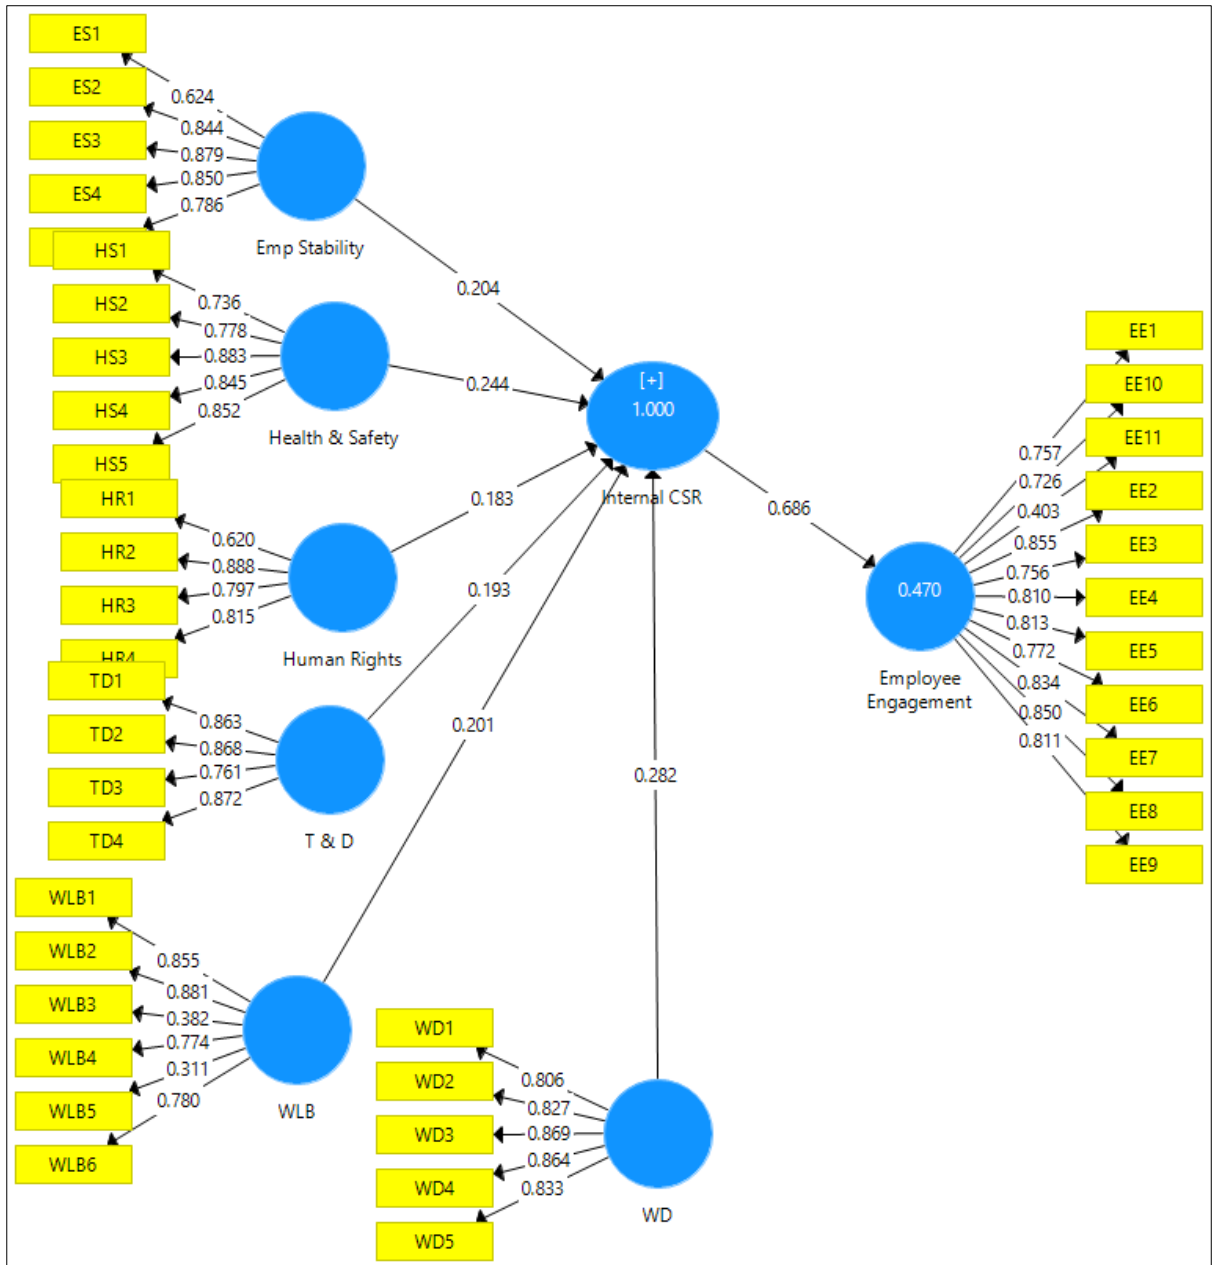 ES1
ES2
ES3
ES4
0.624
0.844
0.879
0.850
0.786
Emp Stability
HS1
HS2
HS3
HS4
HS5
0.736
0.778
0.883
0.845
0.852
Health & Safety
HR1
HR2
HR3
HR4
0.620
0.888
0.797
0.815
Human Rights
TD1
TD2
TD3
TD4
0.863
0.868
0.761
0.872
T & D
WLB1
WLB2
WLB3
WLB4
WLB5
WLB6
0.855
0.881
0.382
0.774
0.311
0.780
WLB
WD1
WD2
WD3
WD4
WD5
0.806
0.827
0.869
0.864
0.833
WD
0.204
0.244
0.183
0.193
0.201
0.282
[+]
1.000
Internal CSR
0.686
0.470
Employee
Engagement
0.757
0.726
0.403
0.855
0.756
0.810
0.813
0.772
0.834
0.850
0.811
EE1
EE10
EE11
EE2
EE3
EE4
EE5
EE6
EE7
EE8
EE9